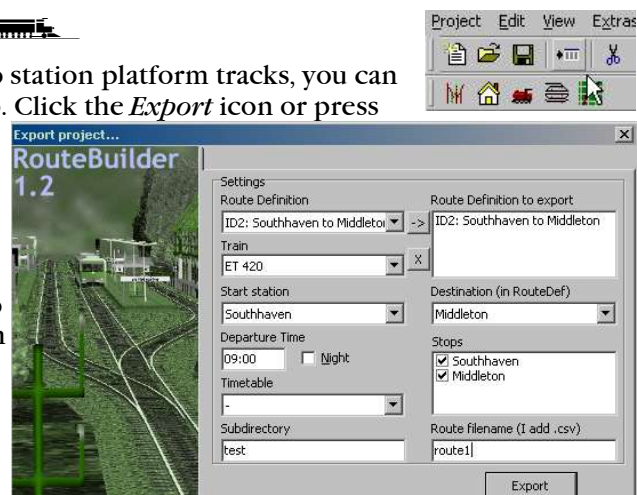 Project Edit View Extras
station platform tracks, you can
. Click the Export icon or press
Export project...
RouteBuilder
1.2
Settings
Route Definition
Route Definition to export
ID2: Southhaven to Middleton
->
ID2: Southhaven to Middleton
Train
ET 420
X
Start station
Destination (in RouteDef)
Southhaven
Middleton
Departure Time
Stops
09:00
Night
Southhaven
Middleton
Timetable
-
Subdirectory
Route filename (I add .csv)
test
route1
Export